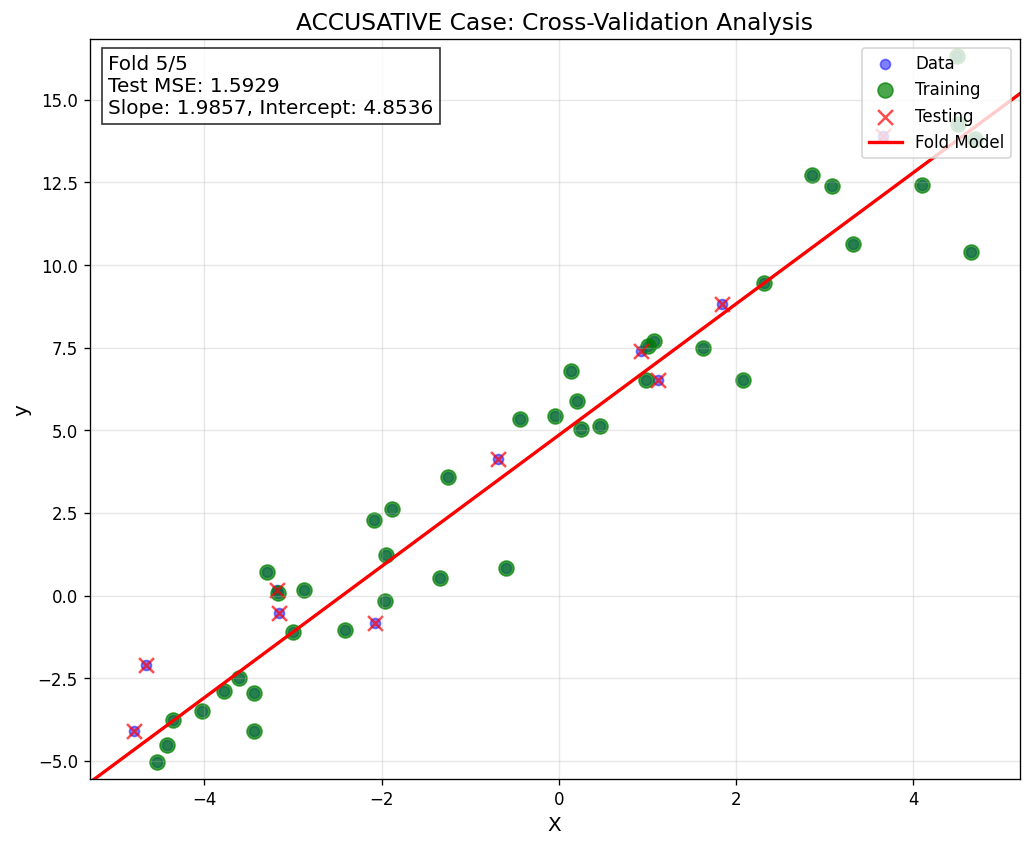 ACCUSATIVE Case: Cross-Validation Analysis
Fold 5/5
Test MSE: 1.5929
Slope: 1.9857, Intercept: 4.8536
Data
Training
Testing
Fold Model
15.0
12.5
10.0
7.5
5.0
2.5
0.0
−2.5
−5.0
y
−4
−2
0
2
4
X